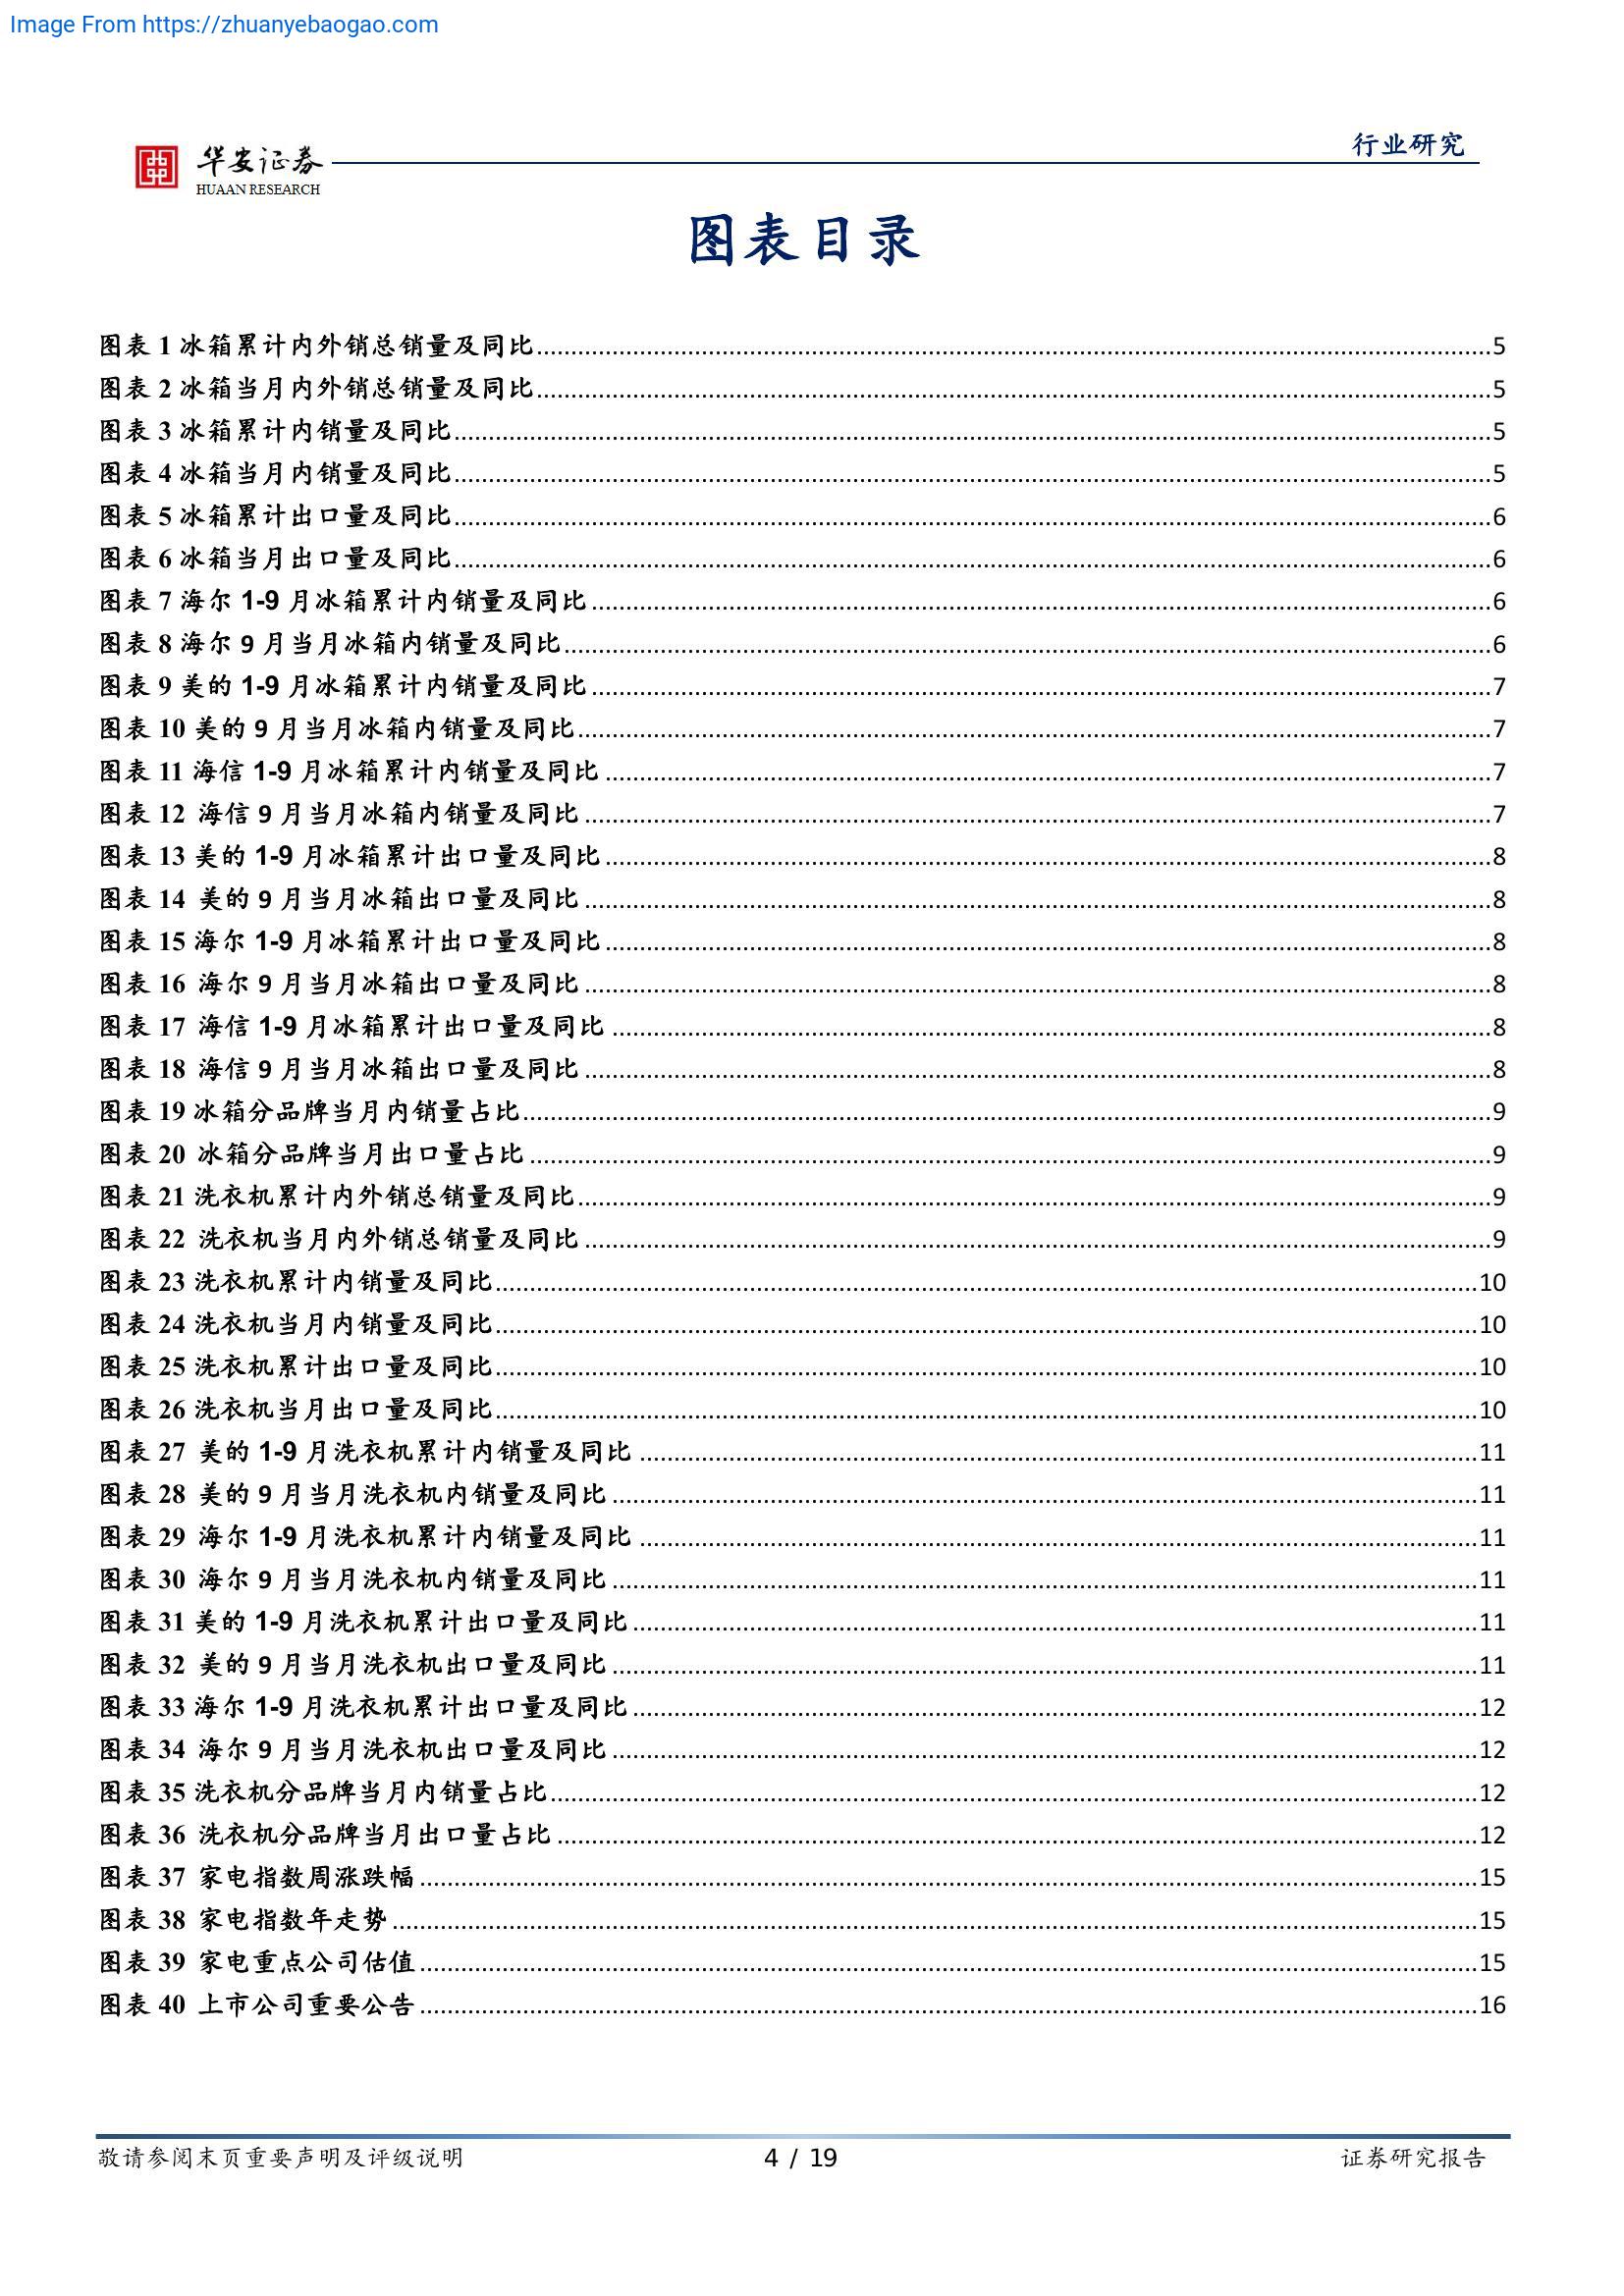 Image From https://zhuanyebaogao.com
行业研究
华安证券
HUAAN RESEARCH
图表目录
图表 1 冰箱累计内外销总销量及同比....................5
图表 2 冰箱当月内外销总销量及同比....................5
图表 3 冰箱累计内销量及同比....................5
图表 4 冰箱当月内销量及同比....................5
图表 5 冰箱累计出口量及同比....................6
图表 6 冰箱当月出口量及同比....................6
图表 7 海尔 1-9 月冰箱累计内销量及同比....................6
图表 8 海尔 9 月当月冰箱内销量及同比....................6
图表 9 美的 1-9 月冰箱累计内销量及同比....................7
图表 10 美的 9 月当月冰箱内销量及同比....................7
图表 11 海信 1-9 月冰箱累计内销量及同比....................7
图表 12 海信 9 月当月冰箱内销量及同比....................7
图表 13 美的 1-9 月冰箱累计出口量及同比....................8
图表 14 美的 9 月当月冰箱出口量及同比....................8
图表 15 海尔 1-9 月冰箱累计出口量及同比....................8
图表 16 海尔 9 月当月冰箱出口量及同比....................8
图表 17 海信 1-9 月冰箱累计出口量及同比....................8
图表 18 海信 9 月当月冰箱出口量及同比....................8
图表 19 冰箱分品牌当月内销量占比....................9
图表 20 冰箱分品牌当月出口量占比....................9
图表 21 洗衣机累计内外销总销量及同比....................9
图表 22 洗衣机当月内外销总销量及同比....................9
图表 23 洗衣机累计内销量及同比....................10
图表 24 洗衣机当月内销量及同比....................10
图表 25 洗衣机累计出口量及同比....................10
图表 26 洗衣机当月出口量及同比....................10
图表 27 美的 1-9 月洗衣机累计内销量及同比....................11
图表 28 美的 9 月当月洗衣机内销量及同比....................11
图表 29 海尔 1-9 月洗衣机累计内销量及同比....................11
图表 30 海尔 9 月当月洗衣机内销量及同比....................11
图表 31 美的 1-9 月洗衣机累计出口量及同比....................11
图表 32 美的 9 月当月洗衣机出口量及同比....................11
图表 33 海尔 1-9 月洗衣机累计出口量及同比....................12
图表 34 海尔 9 月当月洗衣机出口量及同比....................12
图表 35 洗衣机分品牌当月内销量占比....................12
图表 36 洗衣机分品牌当月出口量占比....................12
图表 37 家电指数周涨跌幅....................15
图表 38 家电指数年走势....................15
图表 39 家电重点公司估值....................15
图表 40 上市公司重要公告....................16
敬请参阅末页重要声明及评级说明
4 / 19
证券研究报告